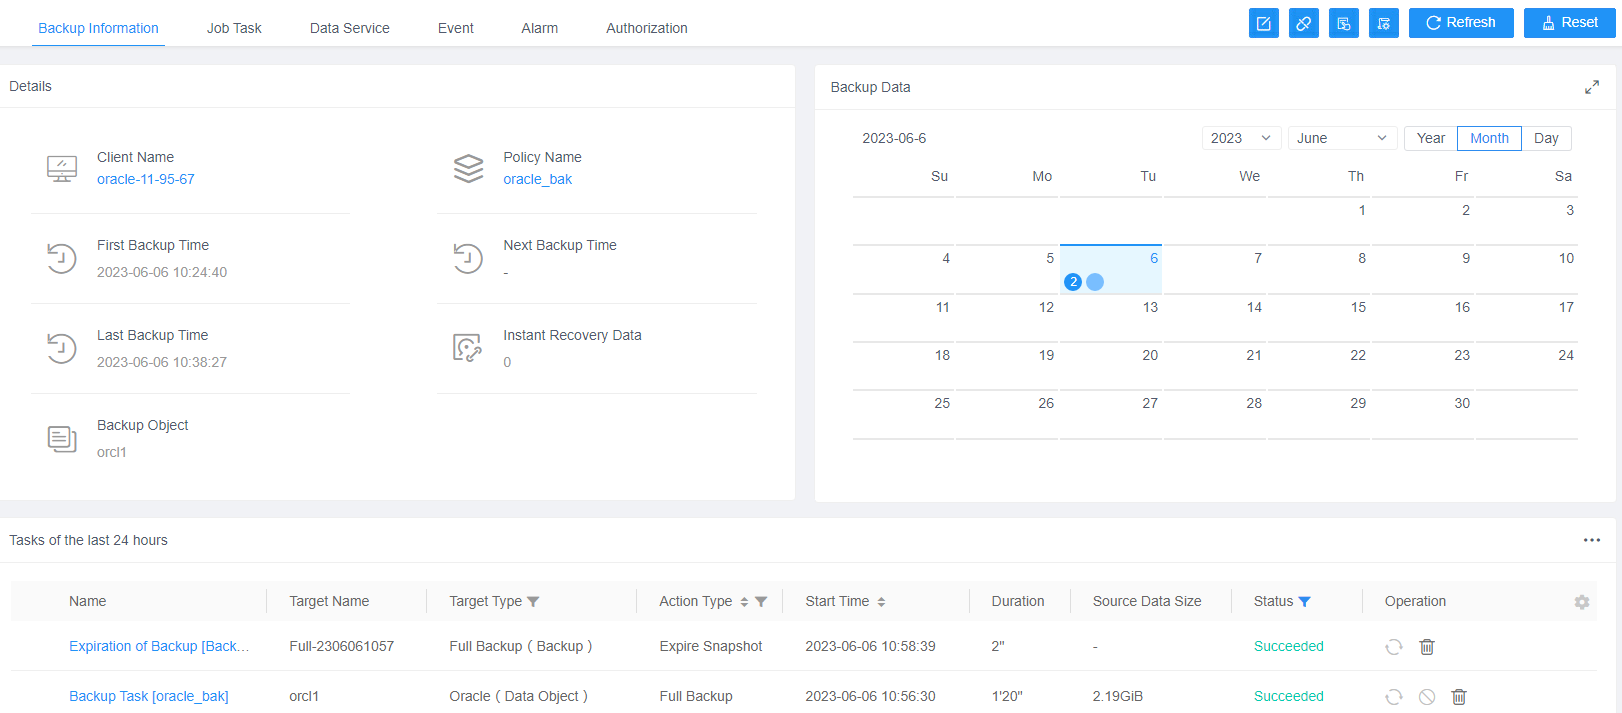 Backup Information Job Task Data Service Event Alarm Authorization Refresh Reset
Details
Client Name
oracle-11-95-67
Policy Name
oracle_bak
First Backup Time
2023-06-06 10:24:40
Next Backup Time
-
Last Backup Time
2023-06-06 10:38:27
Instant Recovery Data
0
Backup Object
orcl1
Backup Data
2023-06-6 2023 June Year Month Day
Su Mo Tu We Th Fr Sa
1 2 3
4 5 6 7 8 9 10
2
11 12 13 14 15 16 17
18 19 20 21 22 23 24
25 26 27 28 29 30
Tasks of the last 24 hours
Name Target Name Target Type Action Type Start Time Duration Source Data Size Status Operation
Expiration of Backup [Back... Full-2306061057 Full Backup ( Backup ) Expire Snapshot 2023-06-06 10:58:39 2" - Succeeded
Backup Task [oracle_bak] orcl1 Oracle ( Data Object ) Full Backup 2023-06-06 10:56:30 1'20" 2.19GiB Succeeded